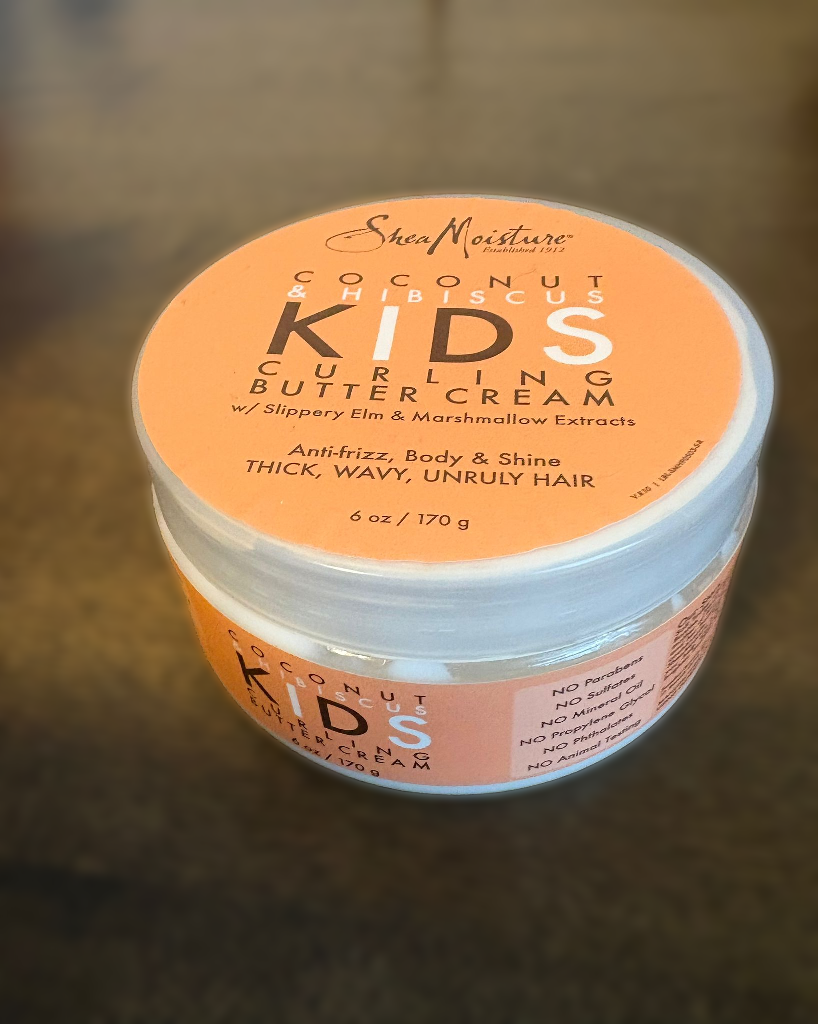 SheaMoisture
Established 1912
COCONUT
& HIBISCUS
KIDS
CURLING
BUTTER CREAM
w/ Slippery Elm & Marshmallow Extracts
Anti-frizz, Body & Shine
THICK, WAVY, UNRULY HAIR
6 oz / 170 g
COCONUT
& HIBISCUS
KIDS
CURLING
BUTTER CREAM
6 oz / 170 g
NO Parabens
NO Sulfates
NO Mineral Oil
NO Propylene Glycol
NO Phthalates
NO Animal Testing